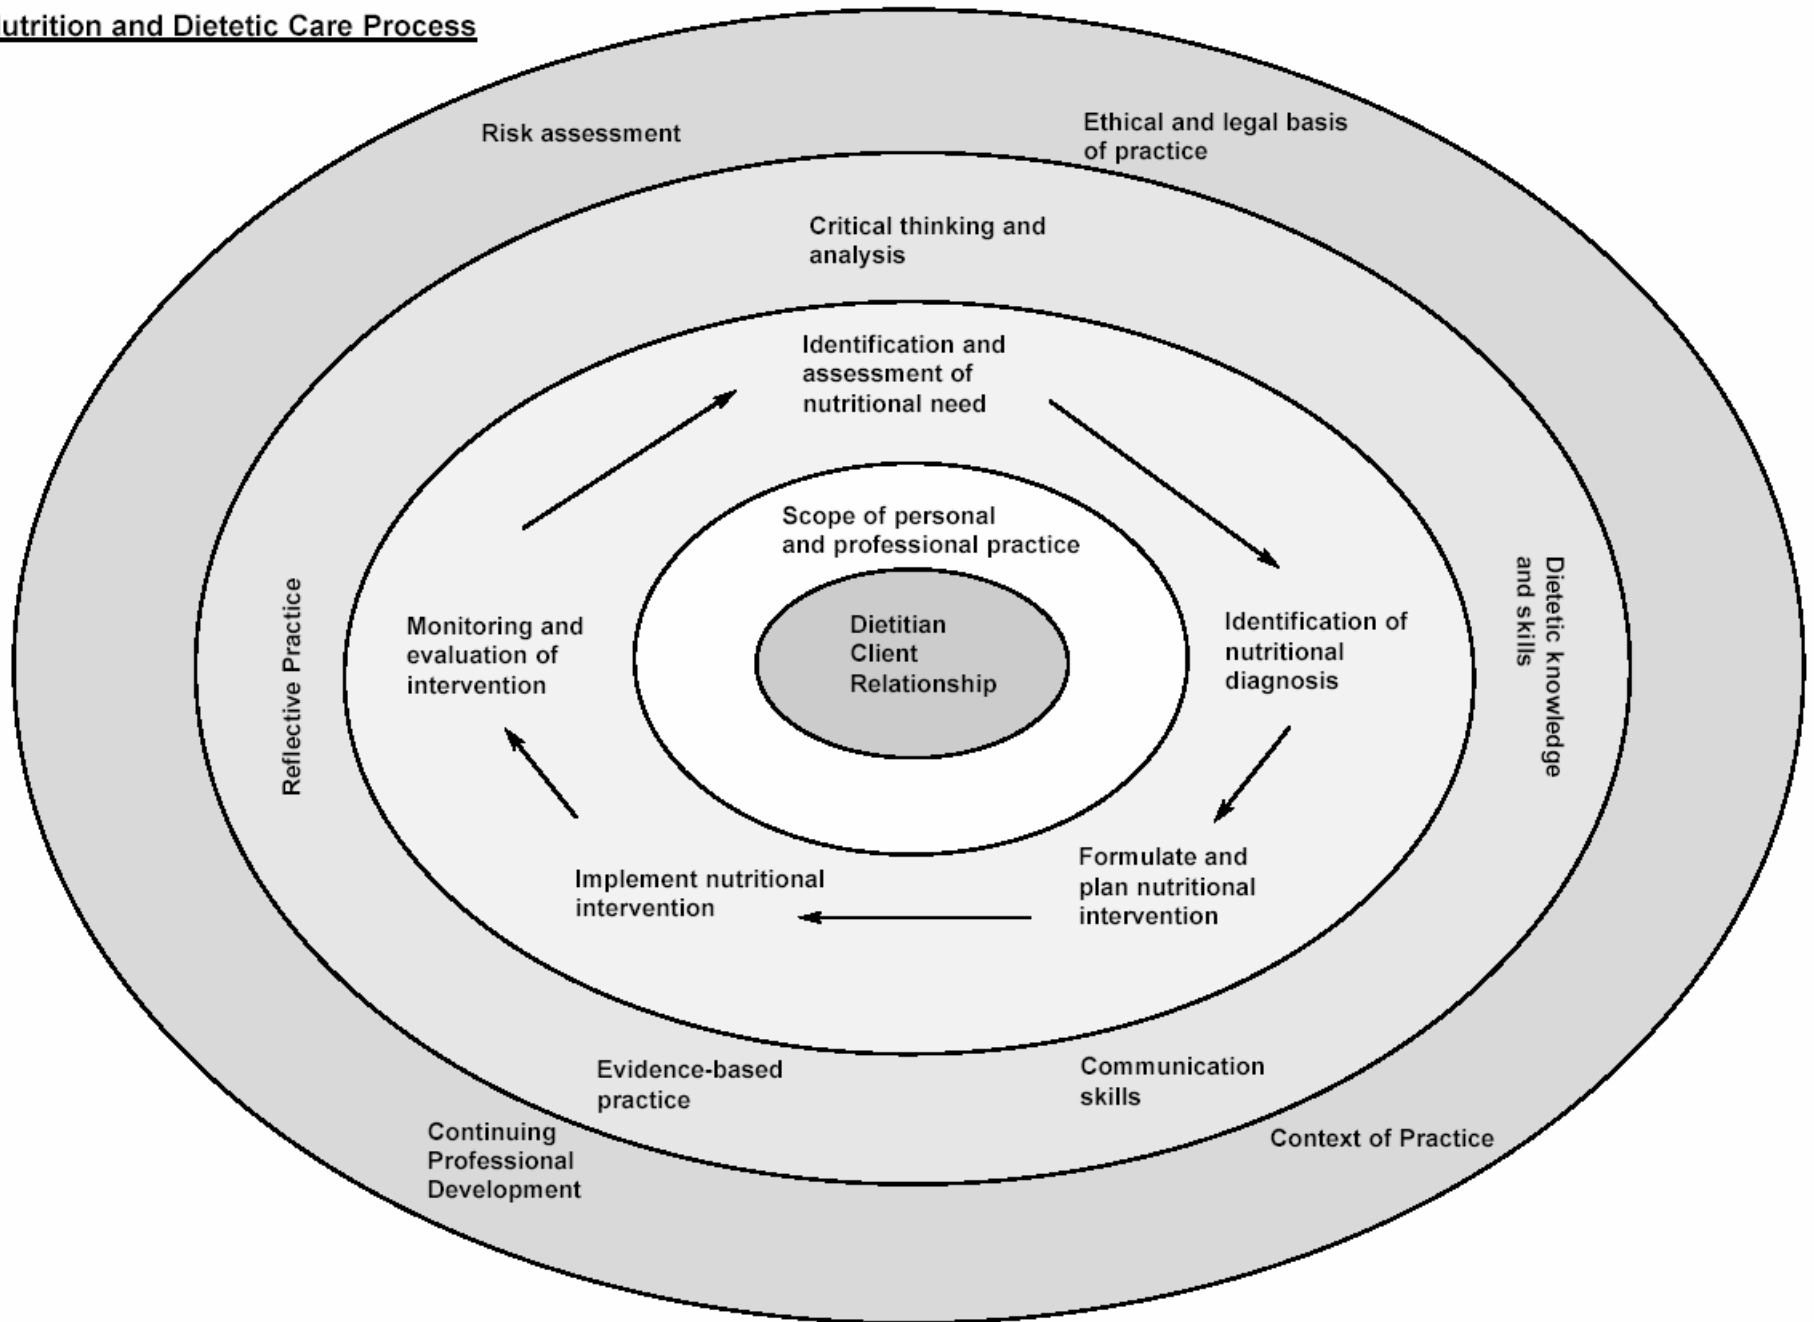 utrition and Dietetic Care Process
Risk assessment
Ethical and legal basis
of practice
Critical thinking and
analysis
Identification and
assessment of
nutritional need
Scope of personal
and professional practice
Dietitian
Client
Relationship
Identification of
nutritional
diagnosis
Dietetic knowledge
and skills
Monitoring and
evaluation of
intervention
Reflective Practice
Formulate and
plan nutritional
intervention
Implement nutritional
intervention
Evidence-based
practice
Communication
skills
Continuing
Professional
Development
Context of Practice